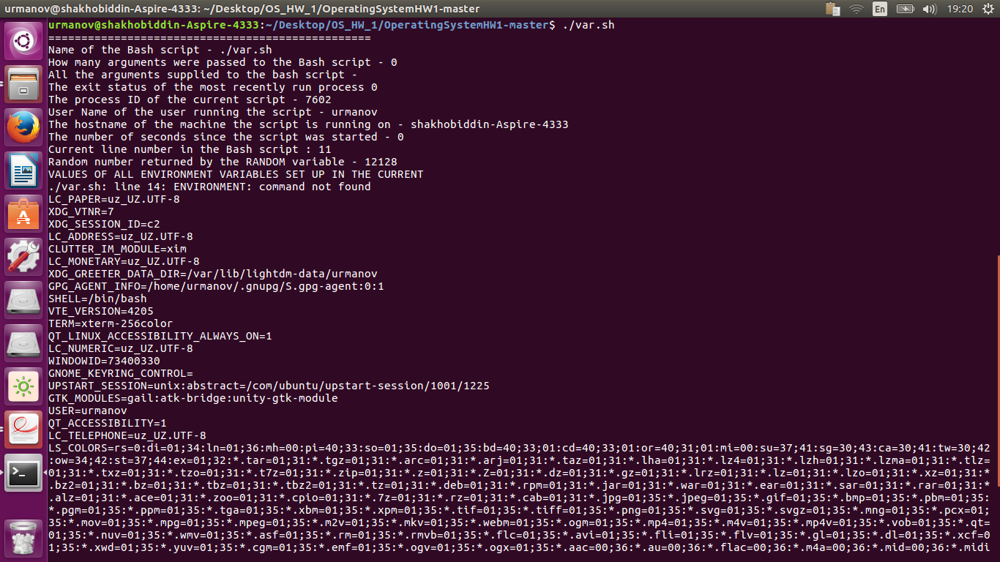 urmanov@shakhobiddin-Aspire-4333: ~/Desktop/OS_HW_1/OperatingSystemHW1-master
En
19:20
urmanov@shakhobiddin-Aspire-4333:~/Desktop/OS_HW_1/OperatingSystemHW1-master$ ./var.sh
=================================================
Name of the Bash script - ./var.sh
How many arguments were passed to the Bash script - 0
All the arguments supplied to the bash script -
The exit status of the most recently run process 0
The process ID of the current script - 7602
User Name of the user running the script - urmanov
The hostname of the machine the script is running on - shakhobiddin-Aspire-4333
The number of seconds since the script was started - 0
Current line number in the Bash script : 11
Random number returned by the RANDOM variable - 12128
VALUES OF ALL ENVIRONMENT VARIABLES SET UP IN THE CURRENT
./var.sh: line 14: ENVIRONMENT: command not found
LC_PAPER=uz_UZ.UTF-8
XDG_VTNR=7
XDG_SESSION_ID=c2
LC_ADDRESS=uz_UZ.UTF-8
CLUTTER_IM_MODULE=xim
LC_MONETARY=uz_UZ.UTF-8
XDG_GREETER_DATA_DIR=/var/lib/lightdm-data/urmanov
GPG_AGENT_INFO=/home/urmanov/.gnupg/S.gpg-agent:0:1
SHELL=/bin/bash
VTE_VERSION=4205
TERM=xterm-256color
QT_LINUX_ACCESSIBILITY_ALWAYS_ON=1
LC_NUMERIC=uz_UZ.UTF-8
WINDOWID=73400330
GNOME_KEYRING_CONTROL=
UPSTART_SESSION=unix:abstract=/com/ubuntu/upstart-session/1001/1225
GTK_MODULES=gail:atk-bridge:unity-gtk-module
USER=urmanov
QT_ACCESSIBILITY=1
LC_TELEPHONE=uz_UZ.UTF-8
LS_COLORS=rs=0:di=01;34:ln=01;36:mh=00:pi=40;33:so=01;35:do=01;35:bd=40;33;01:cd=40;33;01:or=40;31;01:mi=00:su=37;41:sg=30;43:ca=30;41:tw=30;42
:ow=34;42:st=37;44:ex=01;32:*.tar=01;31:*.tgz=01;31:*.arc=01;31:*.arj=01;31:*.taz=01;31:*.lha=01;31:*.lz4=01;31:*.lzh=01;31:*.lzma=01;31:*.tlz=
01;31:*.txz=01;31:*.tzo=01;31:*.t7z=01;31:*.zip=01;31:*.z=01;31:*.Z=01;31:*.dz=01;31:*.gz=01;31:*.lrz=01;31:*.lz=01;31:*.lzo=01;31:*.xz=01;31:*
.bz2=01;31:*.bz=01;31:*.tbz=01;31:*.tbz2=01;31:*.tz=01;31:*.deb=01;31:*.rpm=01;31:*.jar=01;31:*.war=01;31:*.ear=01;31:*.sar=01;31:*.rar=01;31:*
.alz=01;31:*.ace=01;31:*.zoo=01;31:*.cpio=01;31:*.7z=01;31:*.rz=01;31:*.cab=01;31:*.jpg=01;35:*.jpeg=01;35:*.gif=01;35:*.bmp=01;35:*.pbm=01;35:
*.pgm=01;35:*.ppm=01;35:*.tga=01;35:*.xbm=01;35:*.xpm=01;35:*.tif=01;35:*.tiff=01;35:*.png=01;35:*.svg=01;35:*.svgz=01;35:*.mng=01;35:*.pcx=01;
35:*.mov=01;35:*.mpg=01;35:*.mpeg=01;35:*.m2v=01;35:*.mkv=01;35:*.webm=01;35:*.ogm=01;35:*.mp4=01;35:*.m4v=01;35:*.mp4v=01;35:*.vob=01;35:*.qt=
01;35:*.nuv=01;35:*.wmv=01;35:*.asf=01;35:*.rm=01;35:*.rmvb=01;35:*.flc=01;35:*.avi=01;35:*.fli=01;35:*.flv=01;35:*.gl=01;35:*.dl=01;35:*.xcf=0
1;35:*.xwd=01;35:*.yuv=01;35:*.cgm=01;35:*.emf=01;35:*.ogv=01;35:*.ogx=01;35:*.aac=00;36:*.au=00;36:*.flac=00;36:*.m4a=00;36:*.mid=00;36:*.midi